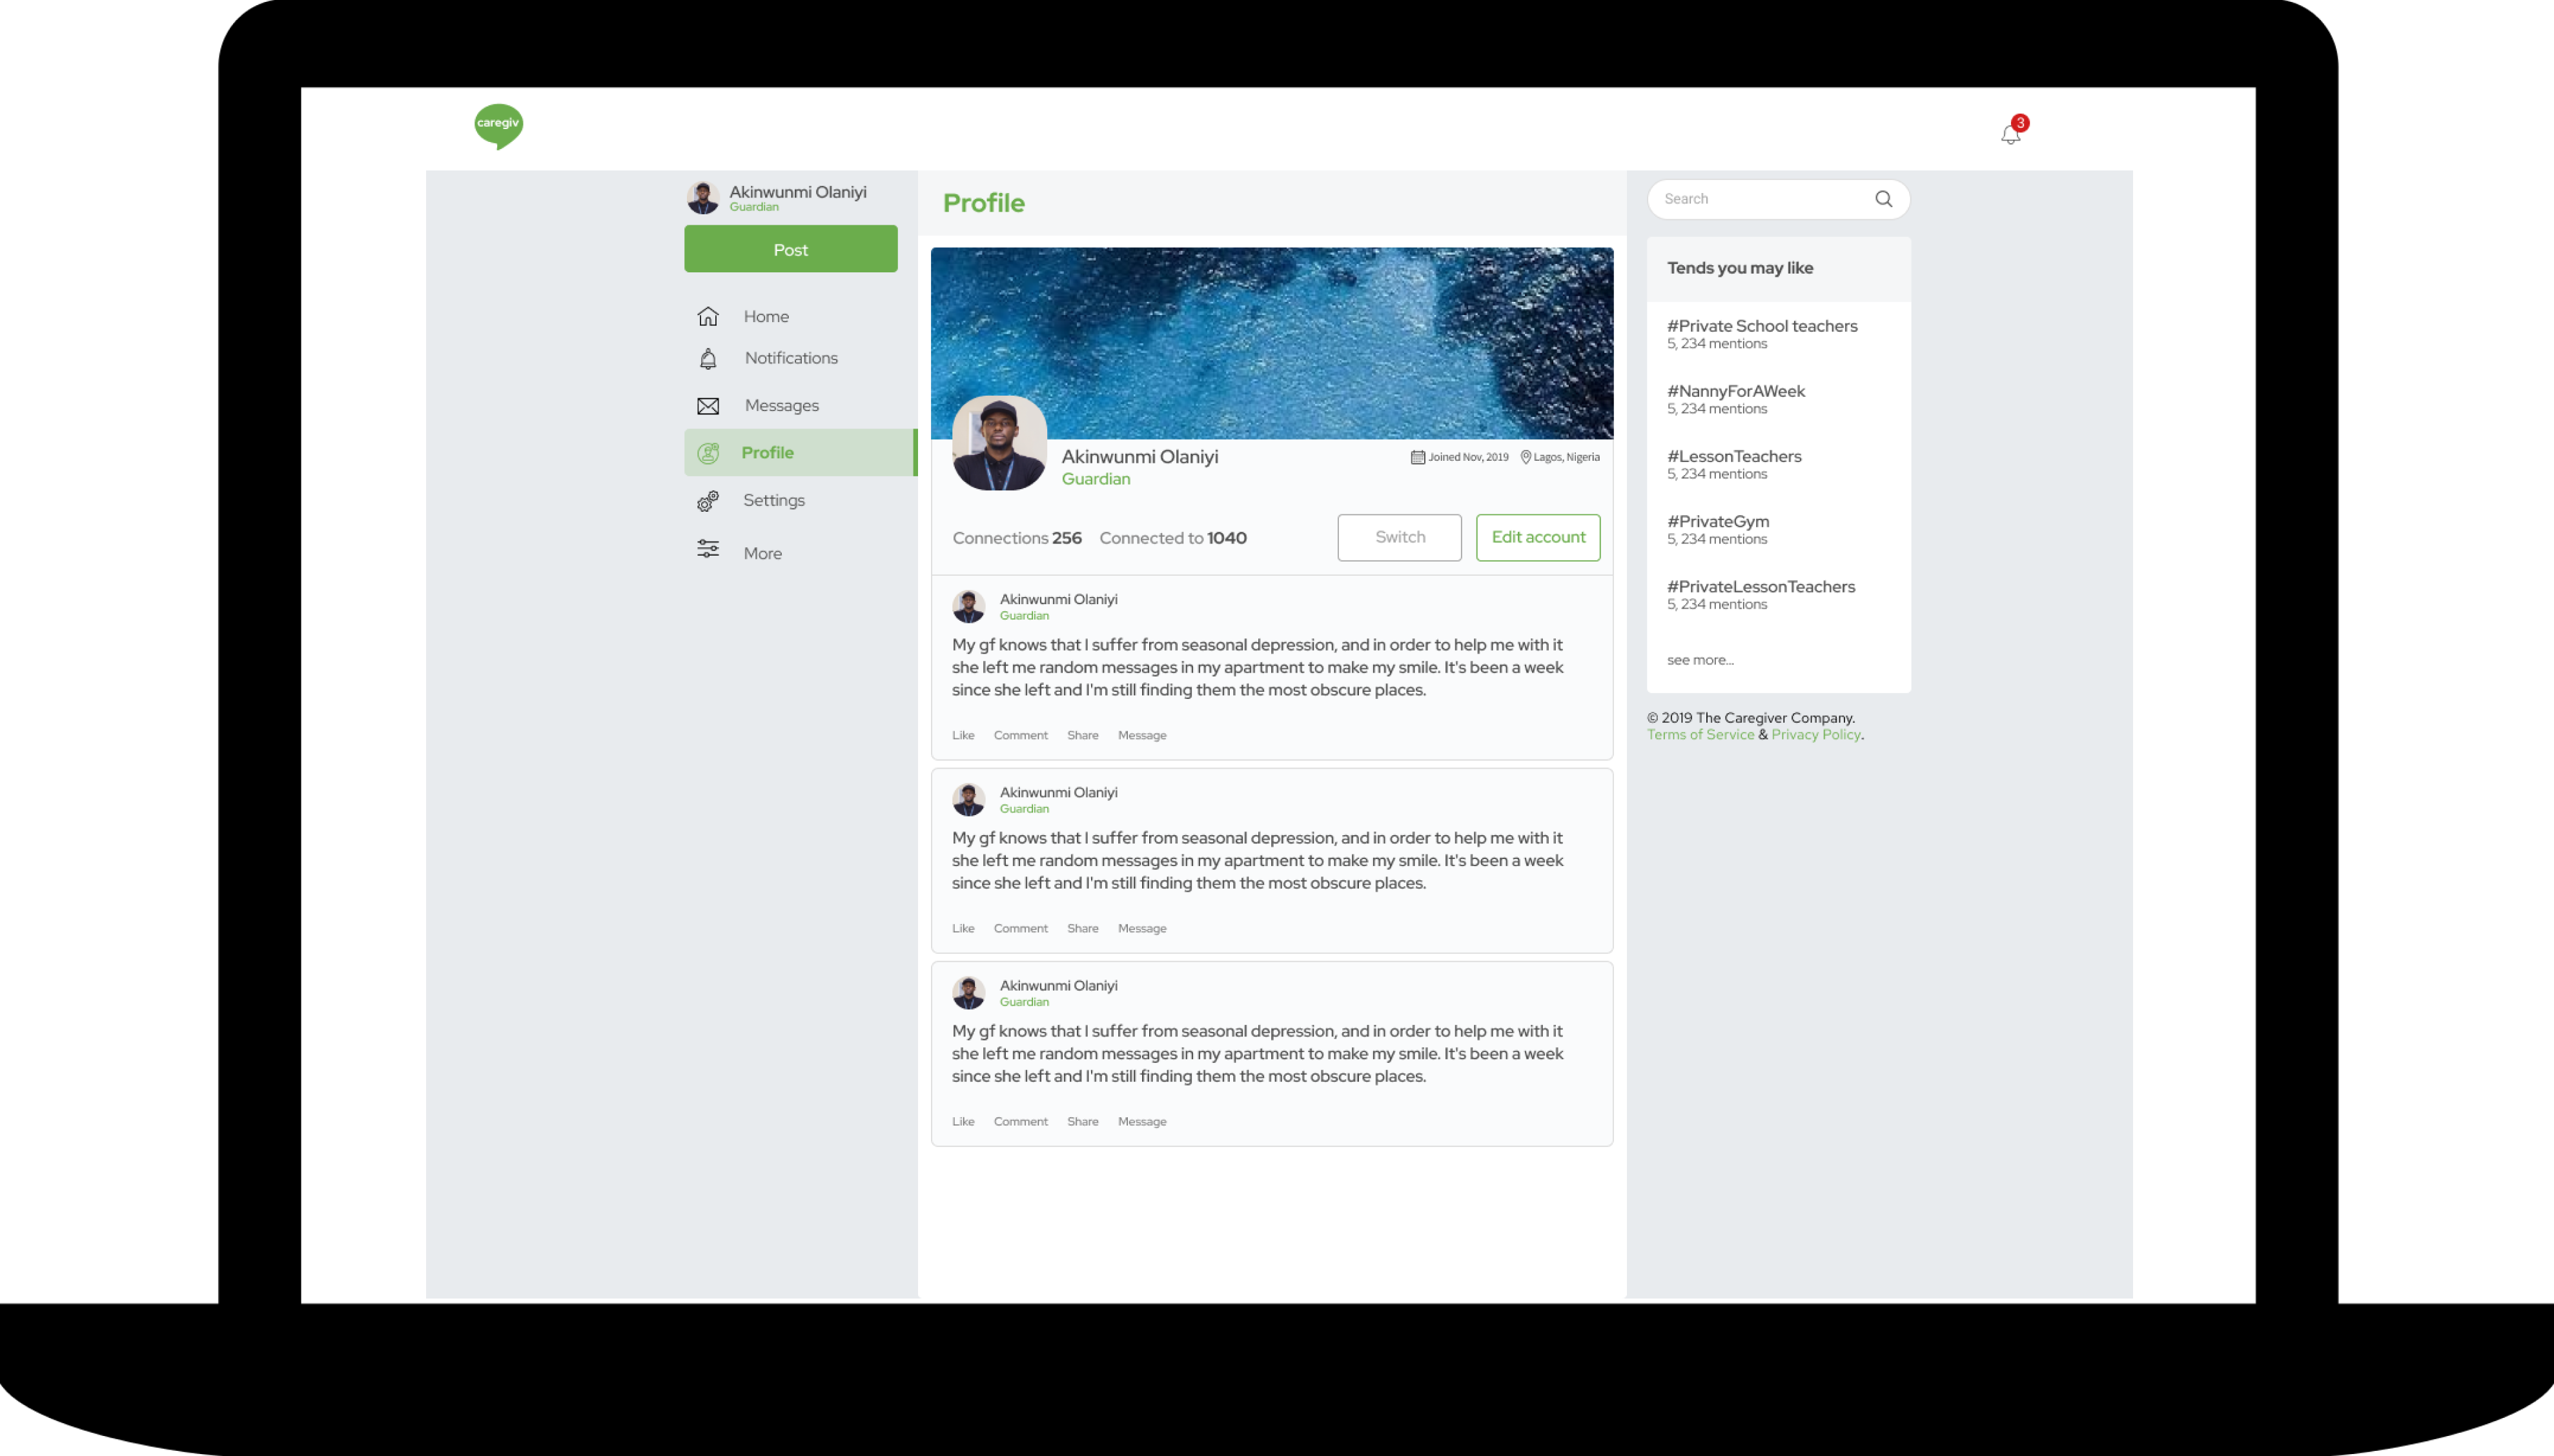 caregiv
3
Akinwunmi Olaniyi
Guardian
Post
Home
Notifications
Messages
Profile
Settings
More
Profile
Akinwunmi Olaniyi
Guardian
Joined Nov, 2019 Lagos, Nigeria
Connections 256 Connected to 1040
Switch Edit account
Akinwunmi Olaniyi
Guardian
My gf knows that I suffer from seasonal depression, and in order to help me with it
she left me random messages in my apartment to make my smile. It's been a week
since she left and I'm still finding them the most obscure places.
Like Comment Share Message
Akinwunmi Olaniyi
Guardian
My gf knows that I suffer from seasonal depression, and in order to help me with it
she left me random messages in my apartment to make my smile. It's been a week
since she left and I'm still finding them the most obscure places.
Like Comment Share Message
Akinwunmi Olaniyi
Guardian
My gf knows that I suffer from seasonal depression, and in order to help me with it
she left me random messages in my apartment to make my smile. It's been a week
since she left and I'm still finding them the most obscure places.
Like Comment Share Message
Search
Tends you may like
#Private School teachers
5, 234 mentions
#NannyForAWeek
5, 234 mentions
#LessonTeachers
5, 234 mentions
#PrivateGym
5, 234 mentions
#PrivateLessonTeachers
5, 234 mentions
see more...
© 2019 The Caregiver Company.
Terms of Service & Privacy Policy.